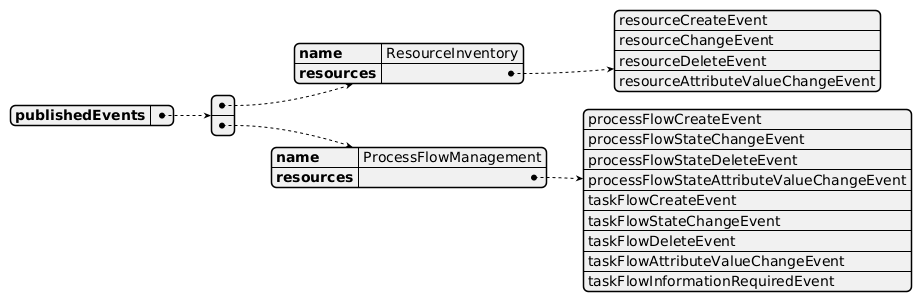 publishedEvents
name ResourceInventory
resources
resourceCreateEvent
resourceChangeEvent
resourceDeleteEvent
resourceAttributeValueChangeEvent
name ProcessFlowManagement
resources
processFlowCreateEvent
processFlowStateChangeEvent
processFlowStateDeleteEvent
processFlowStateAttributeValueChangeEvent
taskFlowCreateEvent
taskFlowStateChangeEvent
taskFlowDeleteEvent
taskFlowAttributeValueChangeEvent
taskFlowInformationRequiredEvent